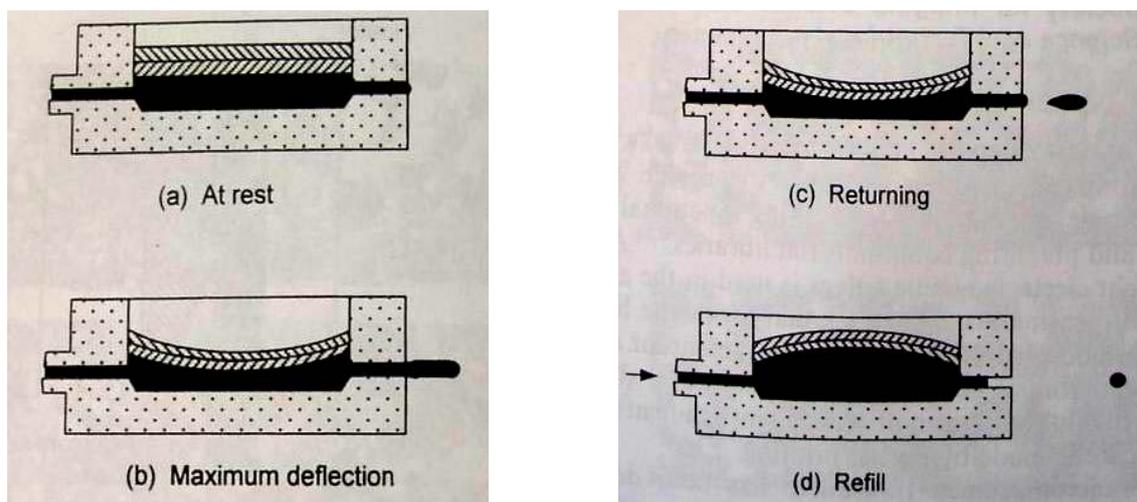 (a) At rest
(b) Maximum deflection
(c) Returning
(d) Refill